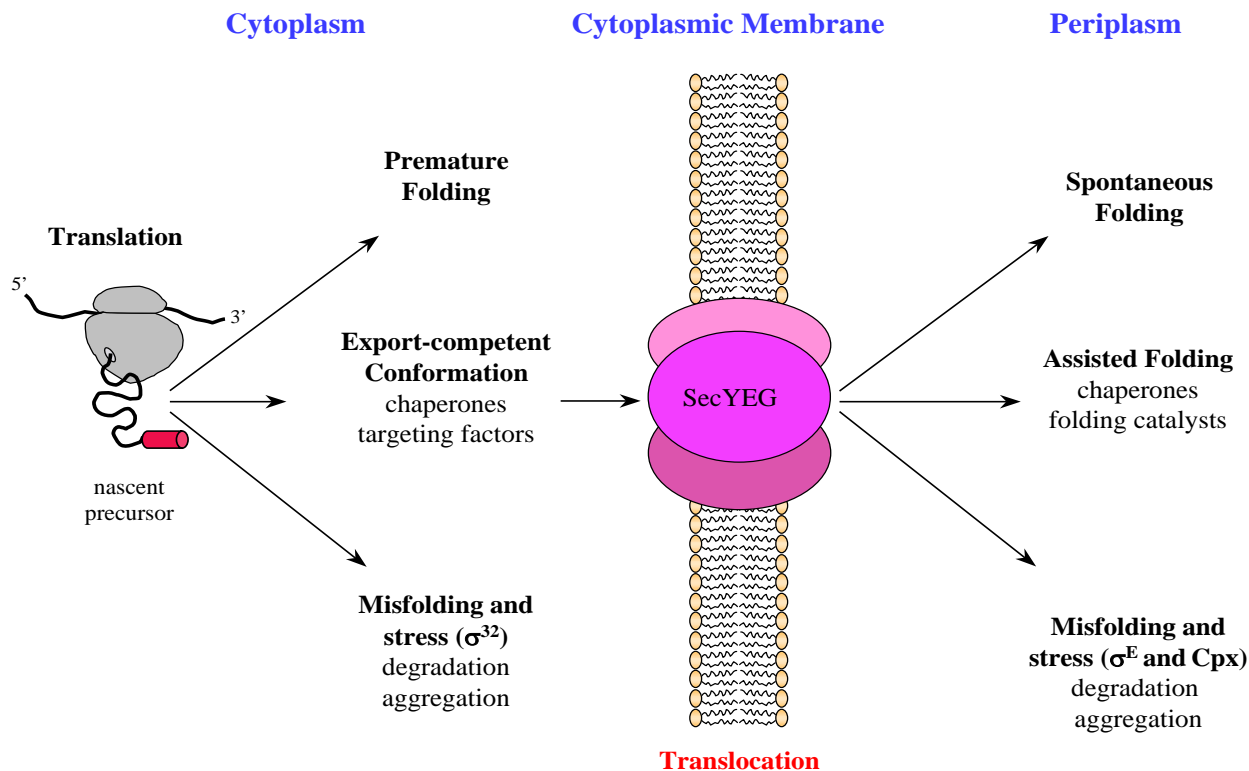 Cytoplasm
Cytoplasmic Membrane
Periplasm
Premature
Folding
Translation
5’
3’
nascent
precursor
Export-competent
Conformation
chaperones
targeting factors
Misfolding and
stress (σ³²)
degradation
aggregation
SecYEG
Translocation
Spontaneous
Folding
Assisted Folding
chaperones
folding catalysts
Misfolding and
stress (σᴱ and Cpx)
degradation
aggregation